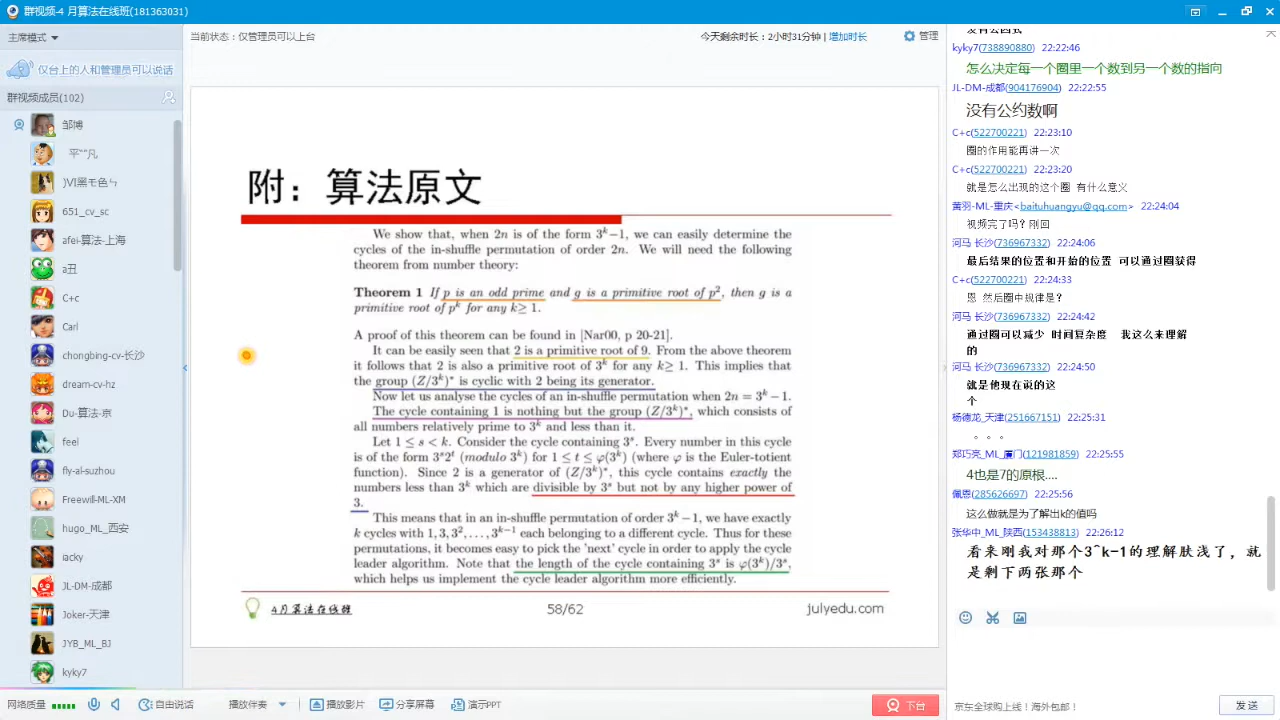 群视频-4 月算法在线班(181363031)
主席模式
仅台上的人和管理员可以说话
群视频成员(102)
邹博
平~~凡
651_cv_sc
afei-算法-上海
a丑
C+c
Carl
chongbing-cv-长沙
dream-cv-hz
Du-算法-京
feel
fly-al-suzhou
Freewill-ML-XM
hugo_ML_西安
JL-DM-成都
Joker-天津
JYB_ML_BJ
kyky7
当前状态：仅管理员可以上台
今天剩余时长：2小时31分钟 | 增加时长
管理
附：算法原文
We show that, when 2n is of the form 3^k−1, we can easily determine the
cycles of the in-shuffle permutation of order 2n. We will need the following
theorem from number theory:
Theorem 1 If p is an odd prime and g is a primitive root of p², then g is a
primitive root of p^k for any k≥ 1.
A proof of this theorem can be found in [Nar00, p 20-21].
It can be easily seen that 2 is a primitive root of 9. From the above theorem
it follows that 2 is also a primitive root of 3^k for any k≥ 1. This implies that
the group (Z/3^k)* is cyclic with 2 being its generator.
Now let us analyse the cycles of an in-shuffle permutation when 2n = 3^k − 1.
The cycle containing 1 is nothing but the group (Z/3^k)*, which consists of
all numbers relatively prime to 3^k and less than it.
Let 1 ≤ s < k. Consider the cycle containing 3^s. Every number in this cycle
is of the form 3^s2^t (modulo 3^k) for 1 ≤ t ≤ φ(3^k) (where φ is the Euler-totient
function). Since 2 is a generator of (Z/3^k)*, this cycle contains exactly the
numbers less than 3^k which are divisible by 3^s but not by any higher power of
3.
This means that in an in-shuffle permutation of order 3^k − 1, we have exactly
k cycles with 1, 3, 3², . . . , 3^{k−1} each belonging to a different cycle. Thus for these
permutations, it becomes easy to pick the 'next' cycle in order to apply the cycle
leader algorithm. Note that the length of the cycle containing 3^s is φ(3^k)/3^s,
which helps us implement the cycle leader algorithm more efficiently.
4月算法在线班
58/62
julyedu.com
kyky7(738890880) 22:22:46
怎么决定每一个圈里一个数到另一个数的指向
JL-DM-成都(904176904) 22:22:55
没有公约数啊
C+c(522700221) 22:23:10
圈的作用能再讲一次
C+c(522700221) 22:23:20
就是怎么出现的这个圈 有什么意义
黄羽-ML-重庆<baituhuangyu@qq.com> 22:24:04
视频完了吗？刚回
河马 长沙(736967332) 22:24:06
最后结果的位置和开始的位置 可以通过圈获得
C+c(522700221) 22:24:33
恩 然后圈中规律是？
河马 长沙(736967332) 22:24:42
通过圈可以减少 时间复杂度 我这么来理解
的
河马 长沙(736967332) 22:24:50
就是他现在说的这
个
杨德龙_天津(251667151) 22:25:31
。。。
郑巧亮_ML_厦门(121981859) 22:25:55
4也是7的原根....
佩恩(285626697) 22:25:56
这么做就是为了解出k的值吗
张华中_ML_陕西(153438813) 22:26:12
看来刚我对那个3^k-1的理解肤浅了，就
是剩下两张那个
网络质量
自由说话
播放伴奏
播放影片
分享屏幕
演示PPT
下台
京东全球购上线！海外包邮！
发送